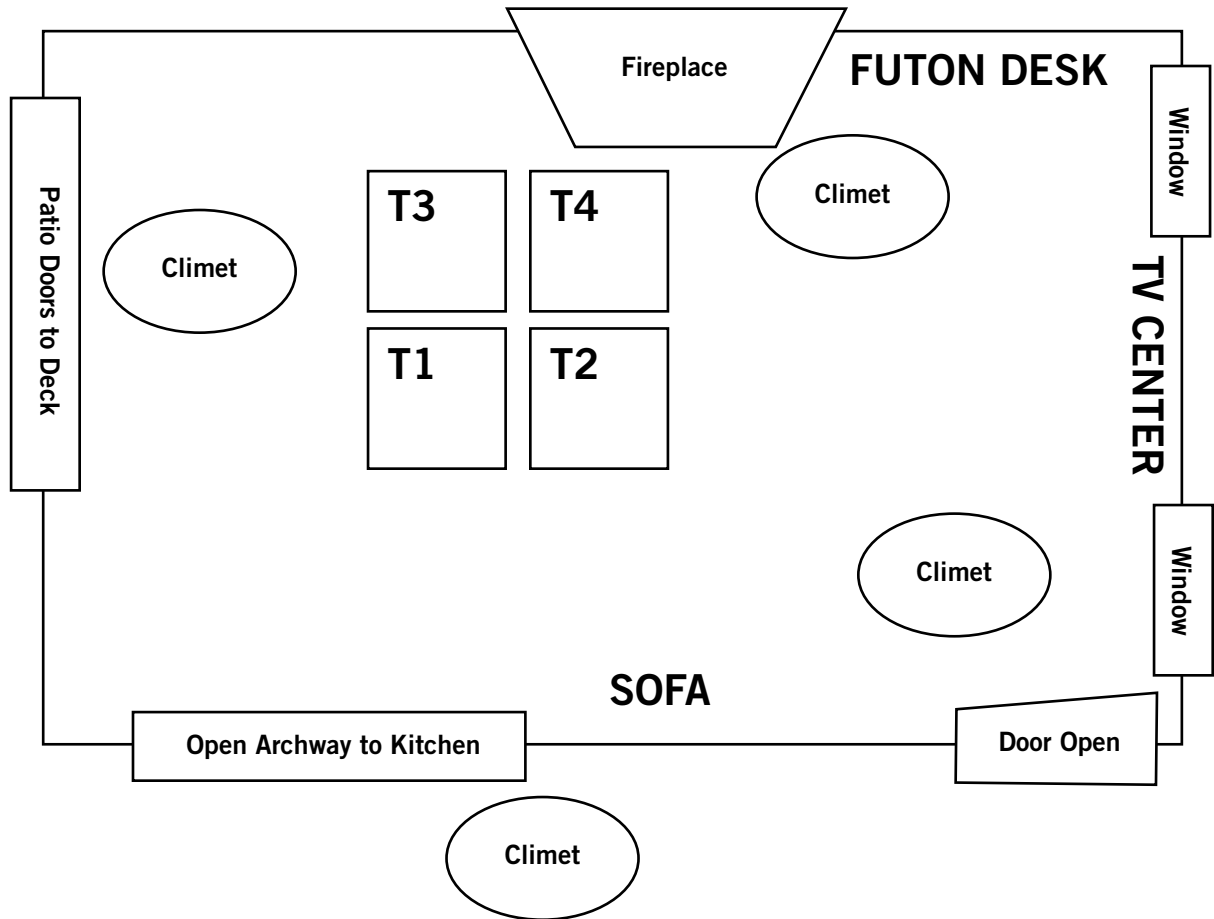 Fireplace
FUTON DESK
Window
Patio Doors to Deck
T3
T4
Climet
Climet
TV CENTER
T1
T2
Climet
Window
SOFA
Open Archway to Kitchen
Door Open
Climet